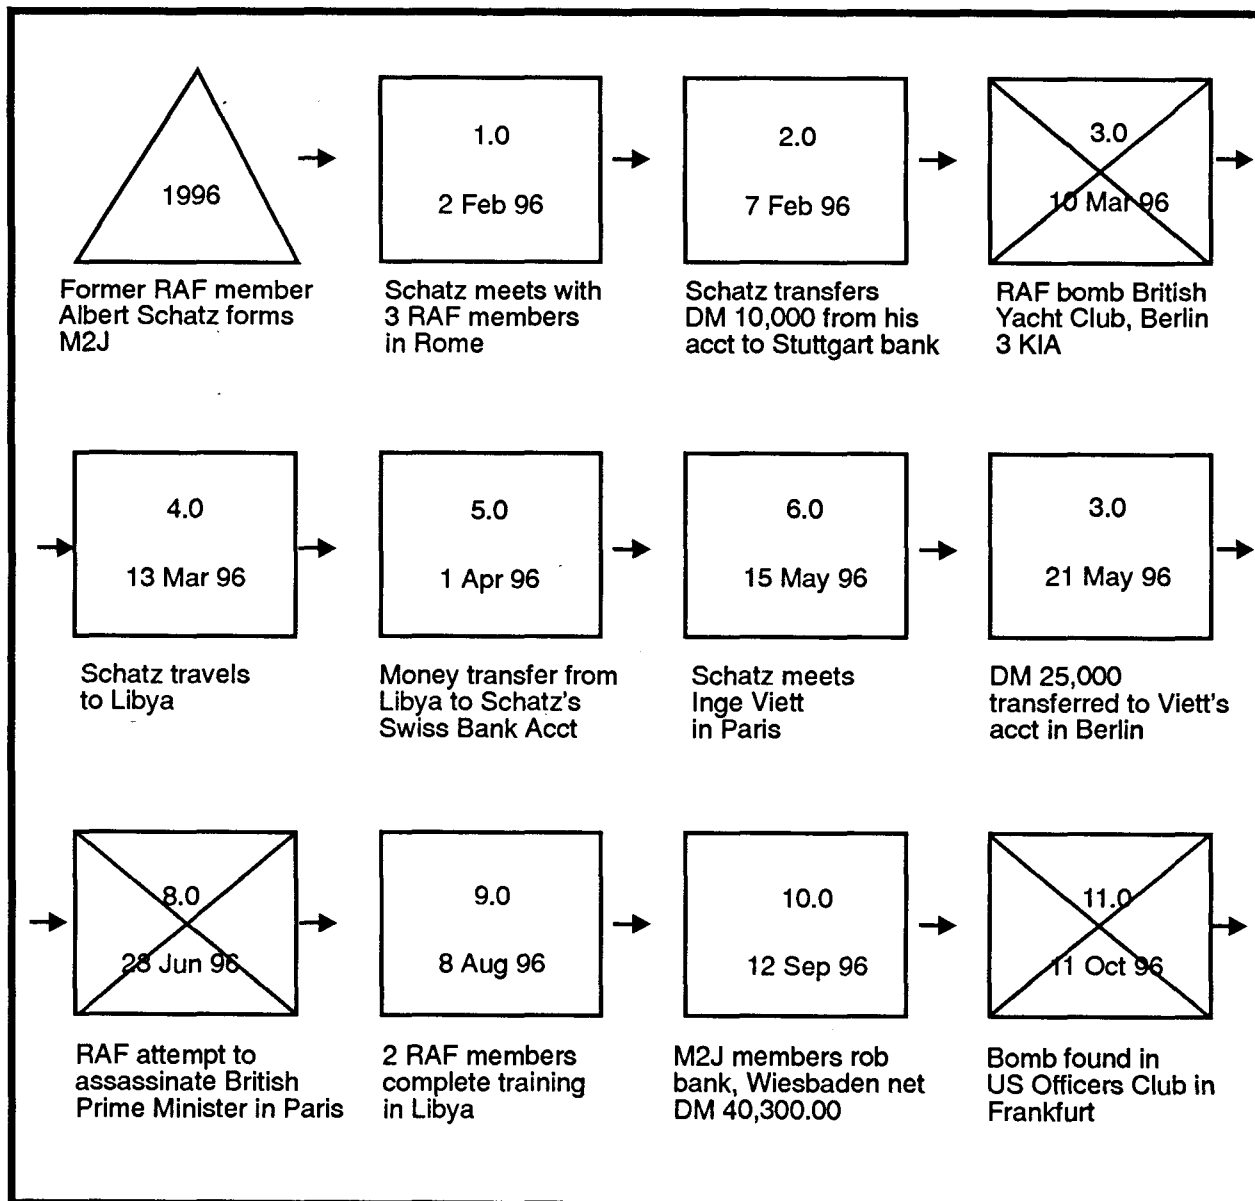 1996
Former RAF member
Albert Schatz forms
M2J
1.0
2 Feb 96
Schatz meets with
3 RAF members
in Rome
2.0
7 Feb 96
Schatz transfers
DM 10,000 from his
acct to Stuttgart bank
3.0
10 Mar 96
RAF bomb British
Yacht Club, Berlin
3 KIA
4.0
13 Mar 96
Schatz travels
to Libya
5.0
1 Apr 96
Money transfer from
Libya to Schatz's
Swiss Bank Acct
6.0
15 May 96
Schatz meets
Inge Viett
in Paris
3.0
21 May 96
DM 25,000
transferred to Viett's
acct in Berlin
8.0
28 Jun 96
RAF attempt to
assassinate British
Prime Minister in Paris
9.0
8 Aug 96
2 RAF members
complete training
in Libya
10.0
12 Sep 96
M2J members rob
bank, Wiesbaden net
DM 40,300.00
11.0
11 Oct 96
Bomb found in
US Officers Club in
Frankfurt